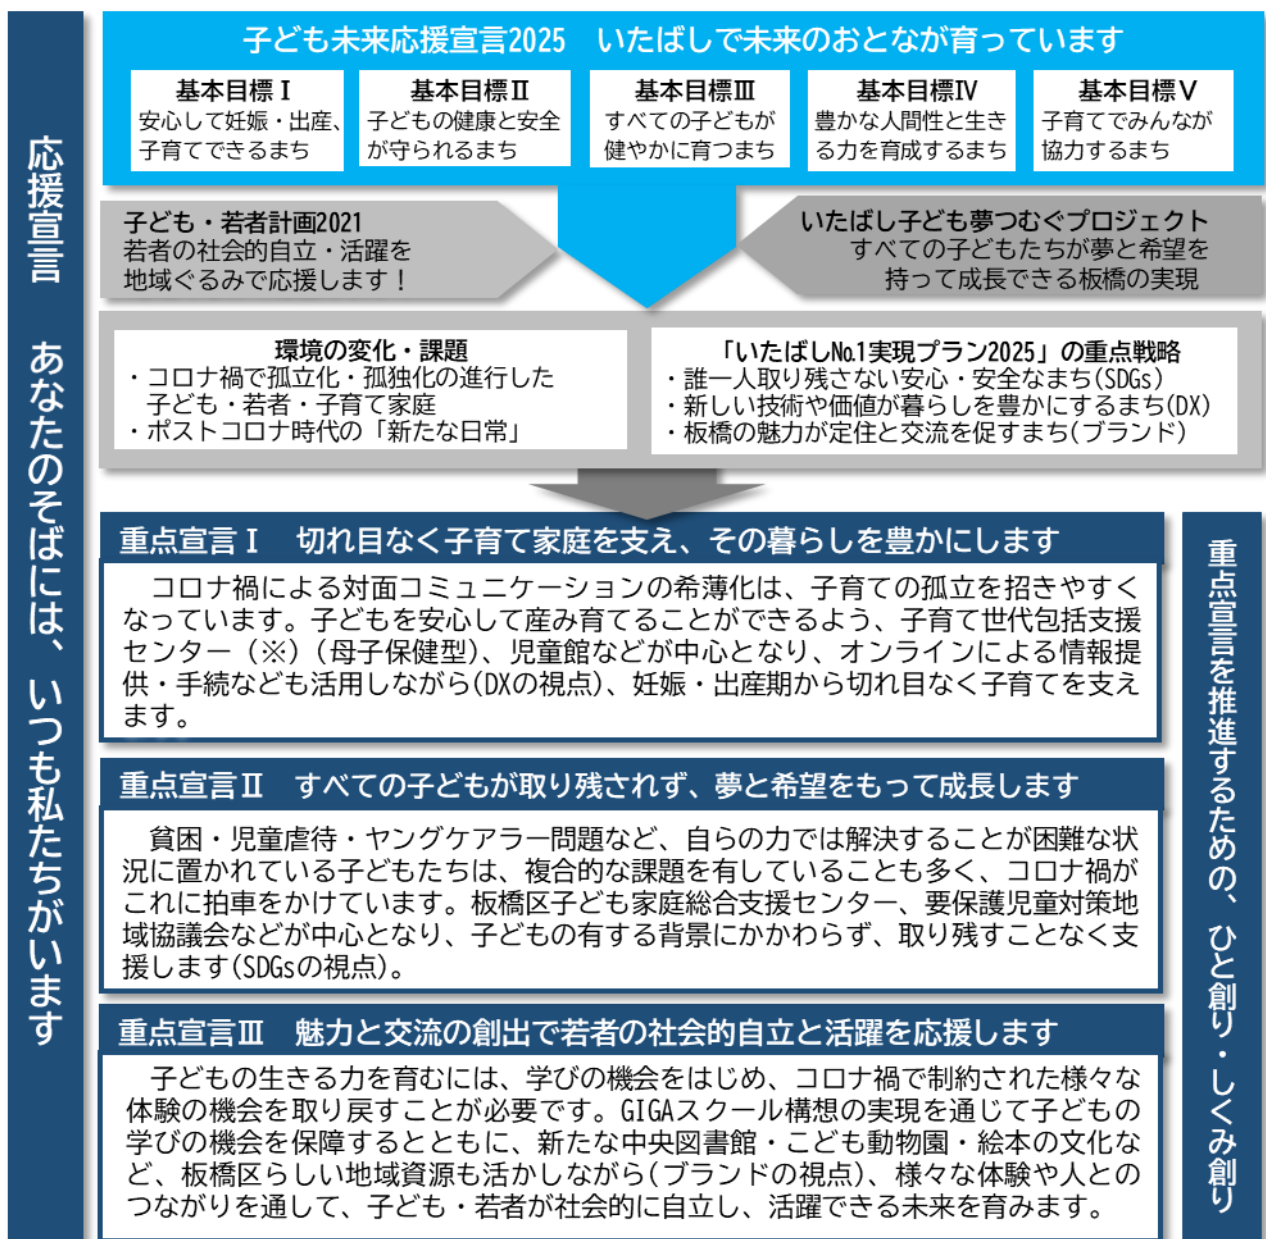 子ども未来応援宣言2025　いたばしで未来のおとなが育っています
基本目標Ⅰ
安心して妊娠・出産、
子育てできるまち
基本目標Ⅱ
子どもの健康と安全
が守られるまち
基本目標Ⅲ
すべての子どもが
健やかに育つまち
基本目標Ⅳ
豊かな人間性と生き
る力を育成するまち
基本目標Ⅴ
子育てでみんなが
協力するまち
応援宣言　あなたのそばには、いつも私たちがいます
子ども・若者計画2021
若者の社会的自立・活躍を
地域ぐるみで応援します！
いたばし子ども夢つむぐプロジェクト
すべての子どもたちが夢と希望を
持って成長できる板橋の実現
環境の変化・課題
・コロナ禍で孤立化・孤独化の進行した
子ども・若者・子育て家庭
・ポストコロナ時代の「新たな日常」
「いたばし№1実現プラン2025」の重点戦略
・誰一人取り残さない安心・安全なまち(SDGs)
・新しい技術や価値が暮らしを豊かにするまち(DX)
・板橋の魅力が定住と交流を促すまち(ブランド)
重点宣言Ⅰ　切れ目なく子育て家庭を支え、その暮らしを豊かにします
コロナ禍による対面コミュニケーションの希薄化は、子育ての孤立を招きやすく
なっています。子どもを安心して産み育てることができるよう、子育て世代包括支援
センター（※）（母子保健型）、児童館などが中心となり、オンラインによる情報提
供・手続なども活用しながら(DXの視点)、妊娠・出産期から切れ目なく子育てを支え
ます。
重点宣言Ⅱ　すべての子どもが取り残されず、夢と希望をもって成長します
貧困・児童虐待・ヤングケアラー問題など、自らの力では解決することが困難な状
況に置かれている子どもたちは、複合的な課題を有していることも多く、コロナ禍が
これに拍車をかけています。板橋区子ども家庭総合支援センター、要保護児童対策地
域協議会などが中心となり、子どもの有する背景にかかわらず、取り残すことなく支
援します(SDGsの視点)。
重点宣言Ⅲ　魅力と交流の創出で若者の社会的自立と活躍を応援します
子どもの生きる力を育むには、学びの機会をはじめ、コロナ禍で制約された様々な
体験の機会を取り戻すことが必要です。GIGAスクール構想の実現を通じて子どもの
学びの機会を保障するとともに、新たな中央図書館・こども動物園・絵本の文化な
ど、板橋区らしい地域資源も活かしながら(ブランドの視点)、様々な体験や人との
つながりを通して、子ども・若者が社会的に自立し、活躍できる未来を育みます。
重点宣言を推進するための、ひと創り・しくみ創り